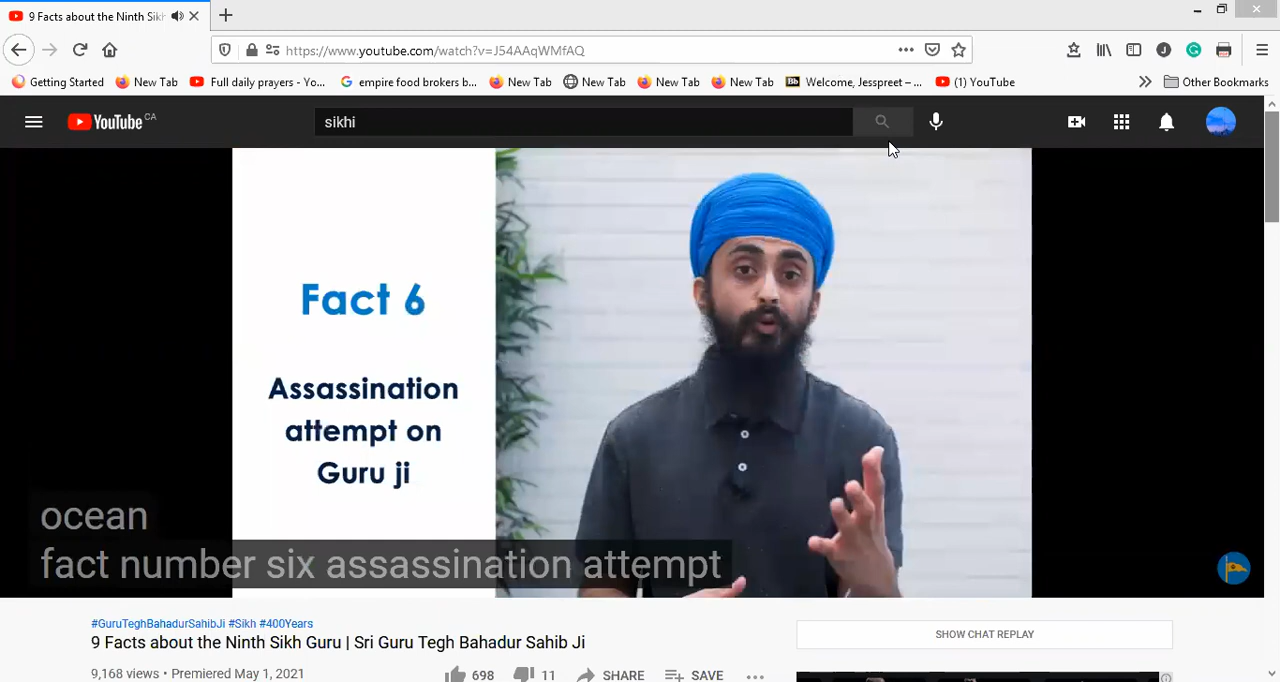 9 Facts about the Ninth Sikh
https://www.youtube.com/watch?v=J54AAqWMfAQ
Getting Started New Tab Full daily prayers - Yo... empire food brokers b... New Tab New Tab New Tab New Tab Welcome, Jesspreet – ... (1) YouTube Other Bookmarks
YouTube CA sikhi
Fact 6
Assassination
attempt on
Guru ji
ocean
fact number six assassination attempt
#GuruTeghBahadurSahibJi #Sikh #400Years
9 Facts about the Ninth Sikh Guru | Sri Guru Tegh Bahadur Sahib Ji
SHOW CHAT REPLAY
9,168 views • Premiered May 1, 2021 698 11 SHARE SAVE ...